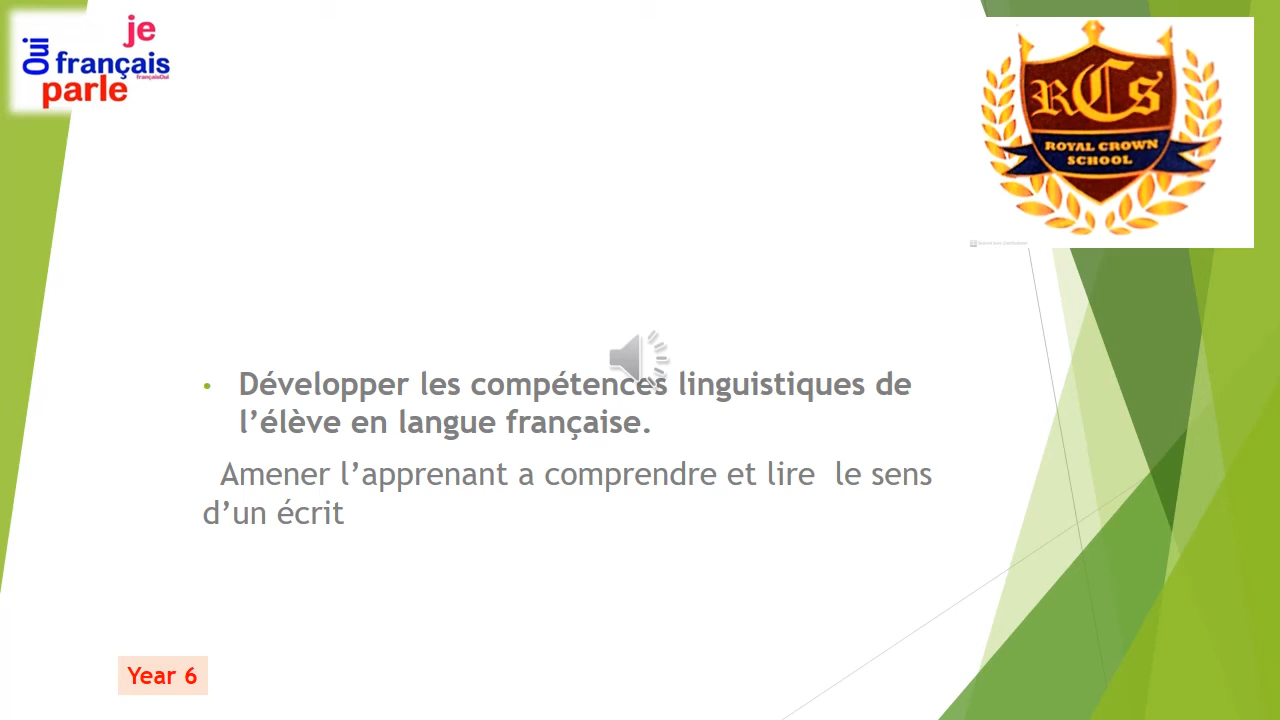 je
Oui
français
françaisOui
parle
RCS
ROYAL CROWN
SCHOOL
• Développer les compétences linguistiques de
l’élève en langue française.
Amener l’apprenant a comprendre et lire le sens
d’un écrit
Year 6